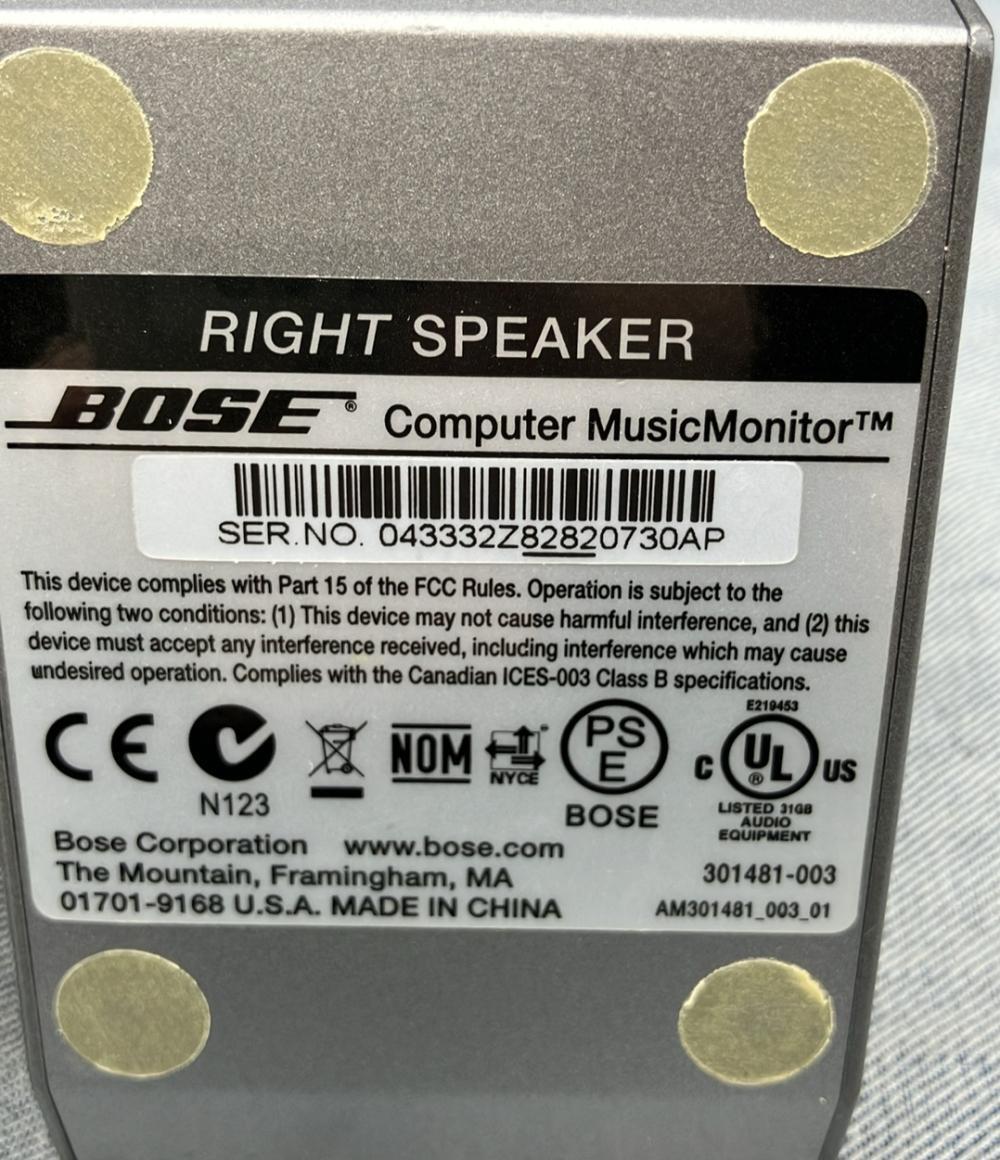 RIGHT SPEAKER
BOSE® Computer MusicMonitor™
SER.NO. 043332Z82820730AP
This device complies with Part 15 of the FCC Rules. Operation is subject to the
following two conditions: (1) This device may not cause harmful interference, and (2) this
device must accept any interference received, including interference which may cause
undesired operation. Complies with the Canadian ICES-003 Class B specifications.
E219453
CE NOM NYCE PS E C UL® US
N123 BOSE LISTED 31GB
AUDIO
EQUIPMENT
Bose Corporation www.bose.com
The Mountain, Framingham, MA 301481-003
01701-9168 U.S.A. MADE IN CHINA AM301481_003_01